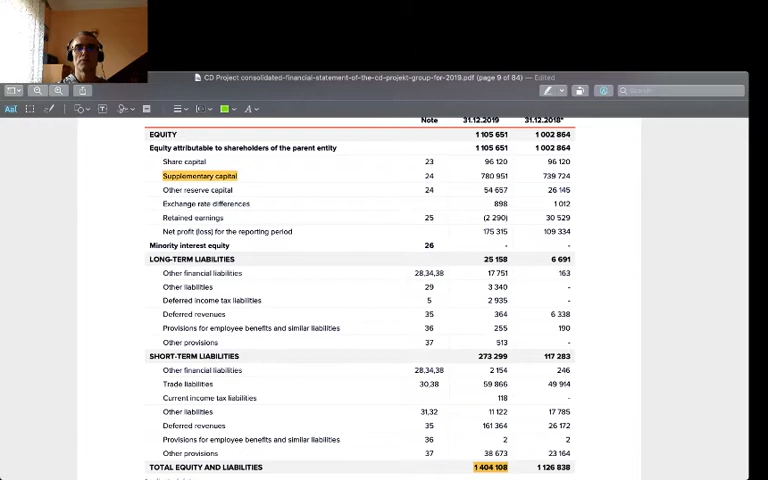 CD Project consolidated-financial-statement-of-the-cd-projekt-group-for-2019.pdf (page 9 of 84) — Edited
Search
Note 31.12.2019 31.12.2018*
EQUITY 1 105 651 1 002 864
Equity attributable to shareholders of the parent entity 1 105 651 1 002 864
Share capital 23 96 120 96 120
Supplementary capital 24 780 951 739 724
Other reserve capital 24 54 657 26 145
Exchange rate differences 898 1 012
Retained earnings 25 (2 290) 30 529
Net profit (loss) for the reporting period 175 315 109 334
Minority interest equity 26 - -
LONG-TERM LIABILITIES 25 158 6 691
Other financial liabilities 28,34,38 17 751 163
Other liabilities 29 3 340 -
Deferred income tax liabilities 5 2 935 -
Deferred revenues 35 364 6 338
Provisions for employee benefits and similar liabilities 36 255 190
Other provisions 37 513 -
SHORT-TERM LIABILITIES 273 299 117 283
Other financial liabilities 28,34,38 2 154 246
Trade liabilities 30,38 59 866 49 914
Current income tax liabilities 118 -
Other liabilities 31,32 11 122 17 785
Deferred revenues 35 161 364 26 172
Provisions for employee benefits and similar liabilities 36 2 2
Other provisions 37 38 673 23 164
TOTAL EQUITY AND LIABILITIES 1 404 108 1 126 838